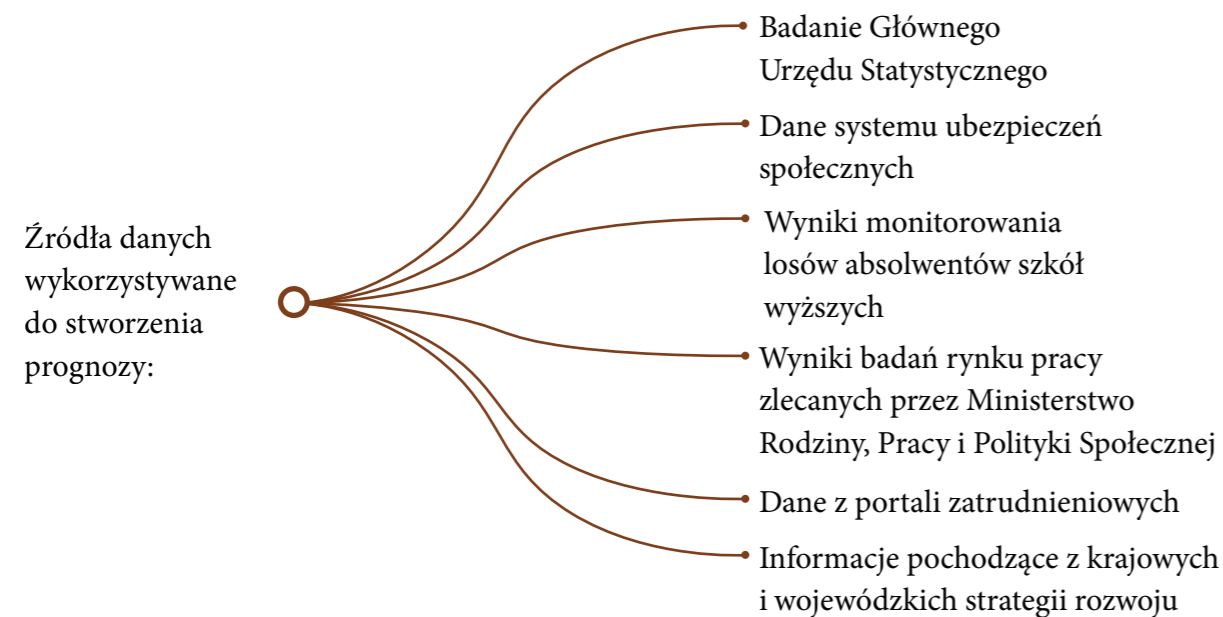 Źródła danych
wykorzystywane
do stworzenia
prognozy:
Badanie Głównego
Urzędu Statystycznego
Dane systemu ubezpieczeń
społecznych
Wyniki monitorowania
losów absolwentów szkół
wyższych
Wyniki badań rynku pracy
zlecanych przez Ministerstwo
Rodziny, Pracy i Polityki Społecznej
Dane z portali zatrudnieniowych
Informacje pochodzące z krajowych
i wojewódzkich strategii rozwoju